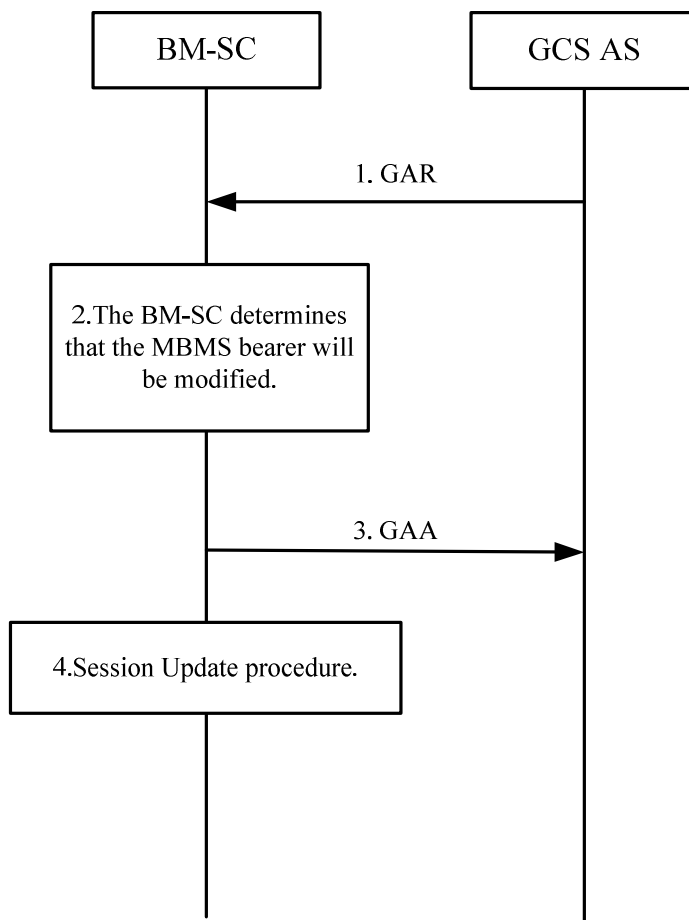 BM-SC
GCS AS
1. GAR
2.The BM-SC determines
that the MBMS bearer will
be modified.
3. GAA
4.Session Update procedure.